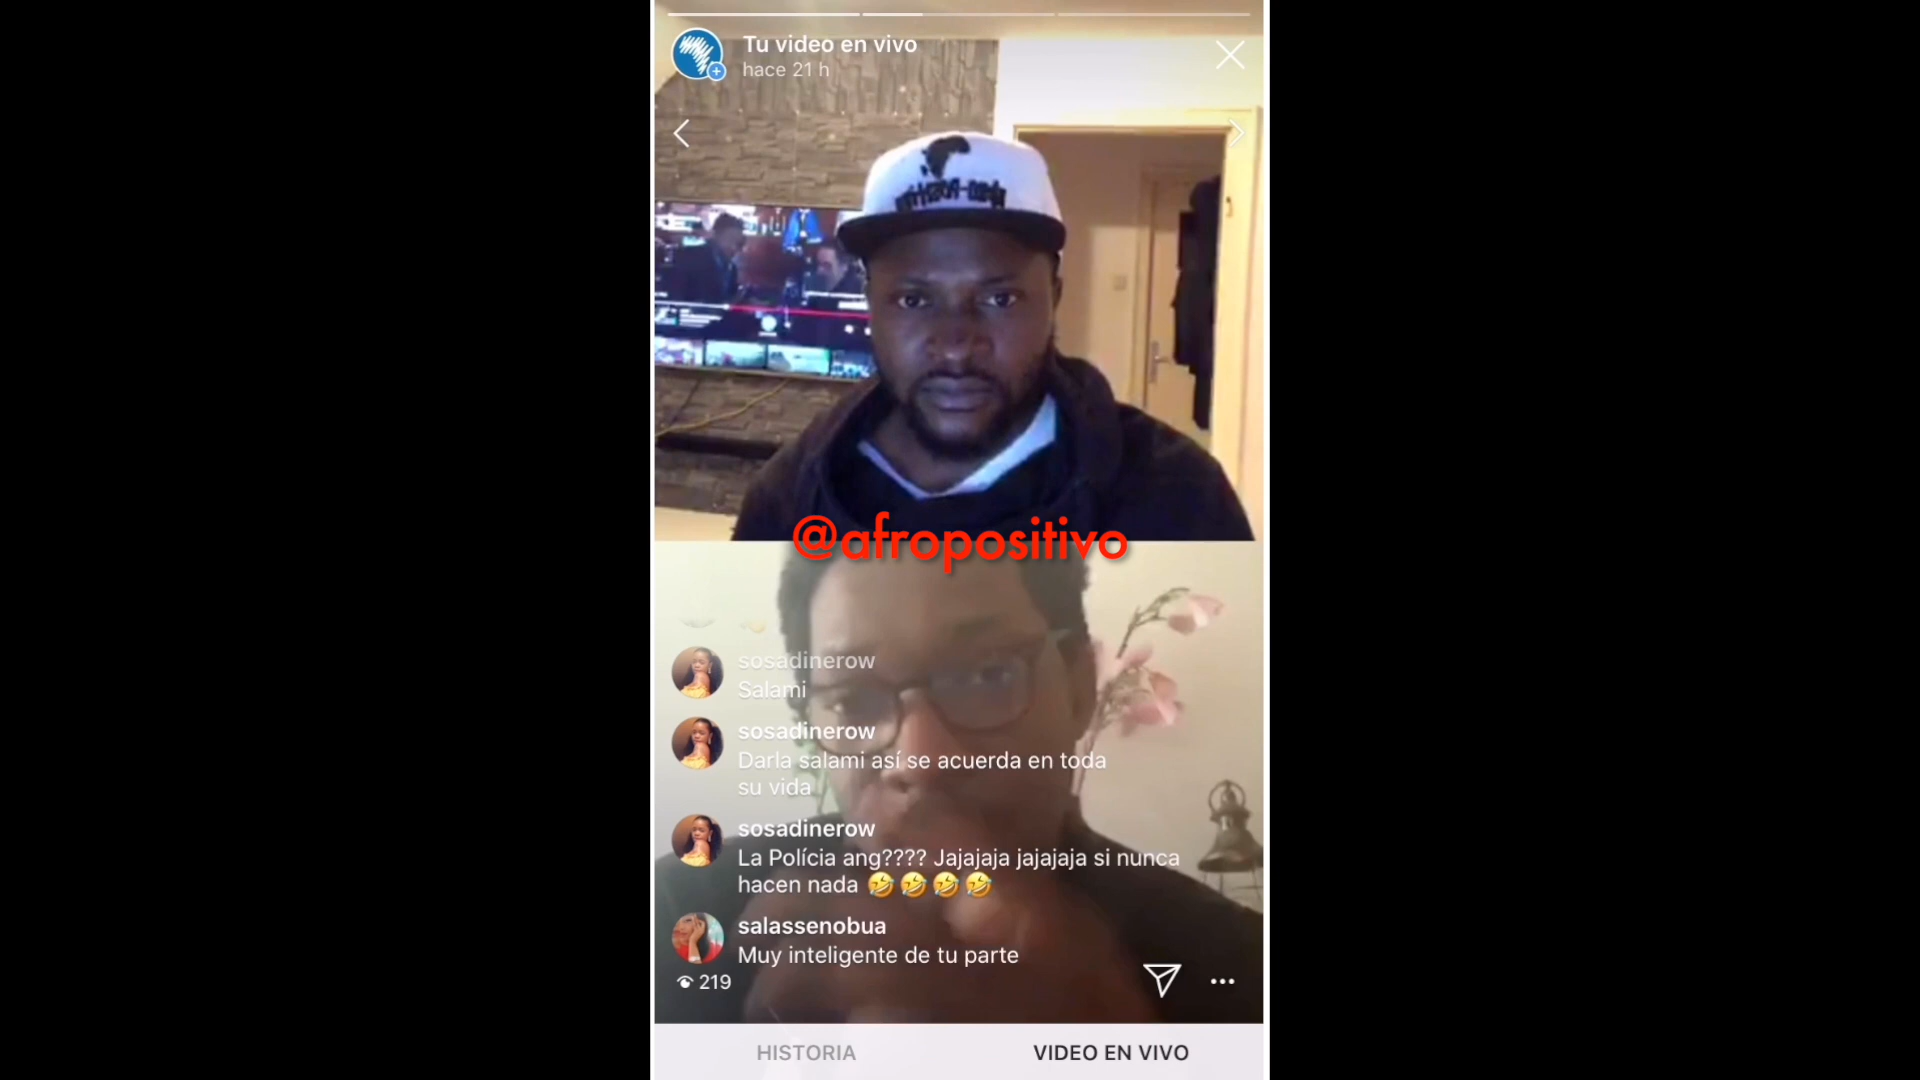 Tu video en vivo
hace 21 h
@afropositivo
sosadinerow
Salami
sosadinerow
Darla salami así se acuerda en toda
su vida
sosadinerow
La Polícia ang???? Jajajaja jajajaja si nunca
hacen nada 🤣🤣🤣🤣
salassenobua
Muy inteligente de tu parte
219
HISTORIA
VIDEO EN VIVO